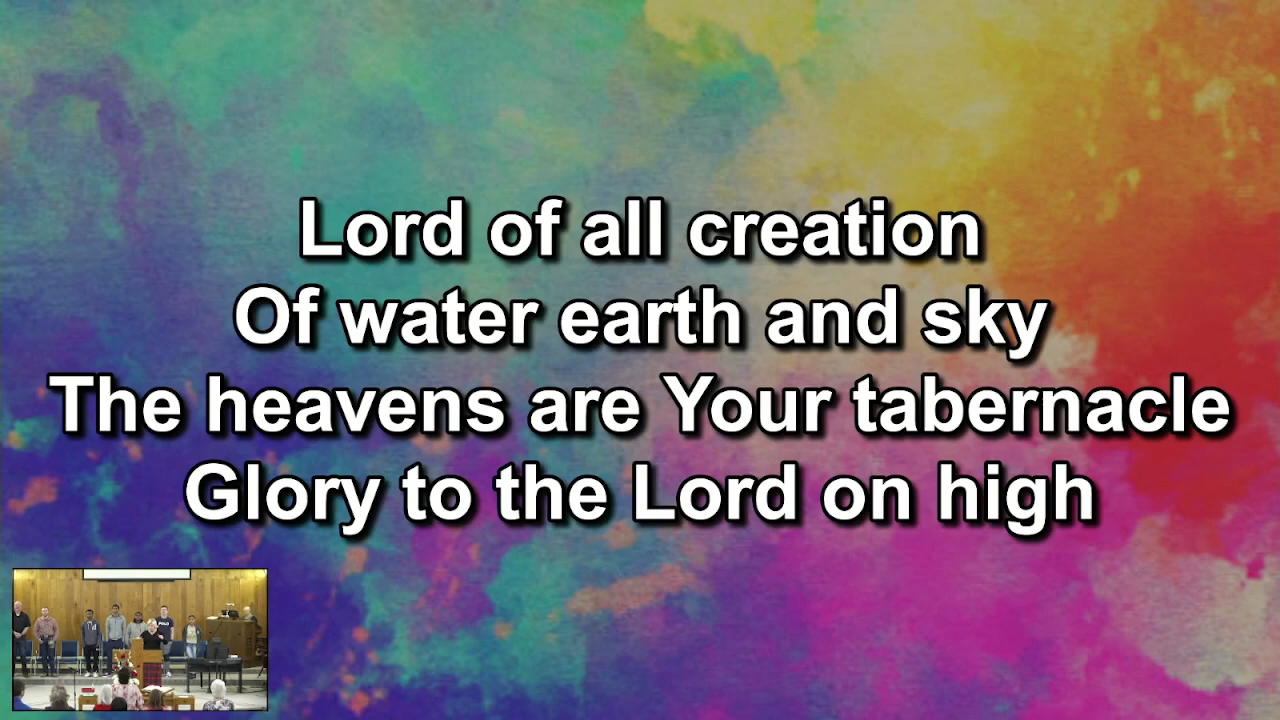 Lord of all creation
Of water earth and sky
The heavens are Your tabernacle
Glory to the Lord on high
POLO